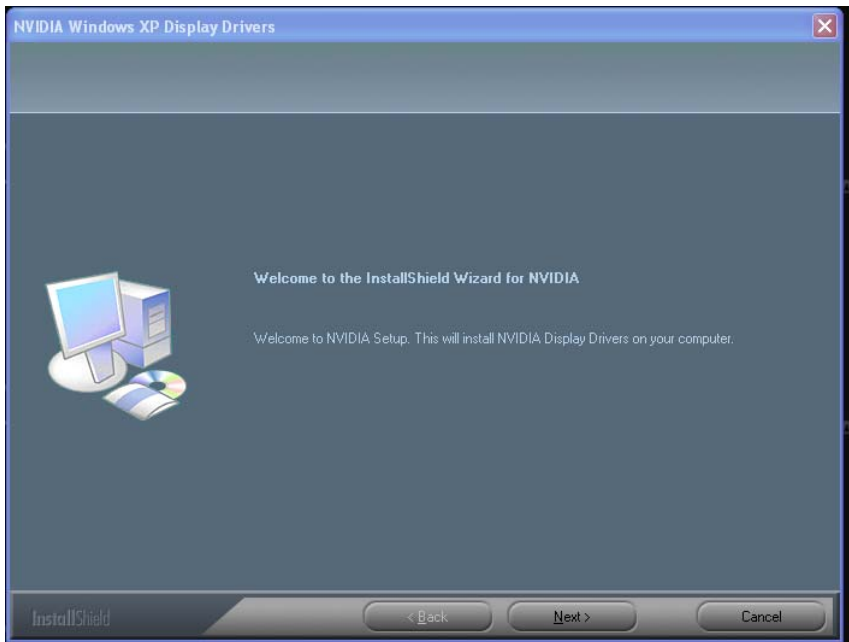 NVIDIA Windows XP Display Drivers
Welcome to the InstallShield Wizard for NVIDIA
Welcome to NVIDIA Setup. This will install NVIDIA Display Drivers on your computer.
InstallShield
< Back Next > Cancel